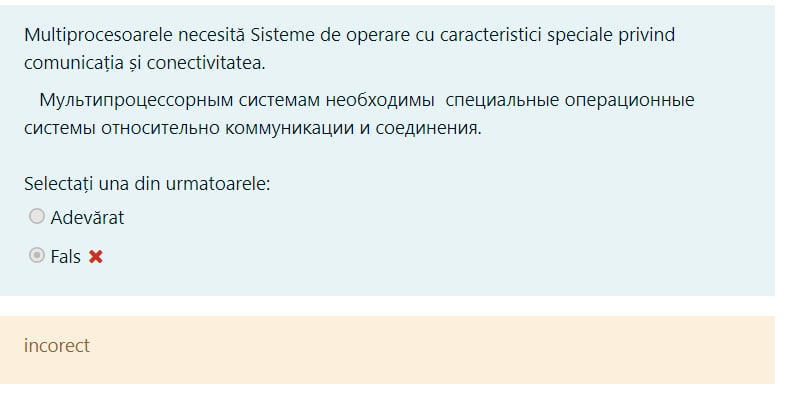 Multiprocesoarele necesită Sisteme de operare cu caracteristici speciale privind
comunicația și conectivitatea.
Мультипроцессорным системам необходимы специальные операционные
системы относительно коммуникации и соединения.
Selectați una din urmatoarele:
Adevărat
Fals
incorect